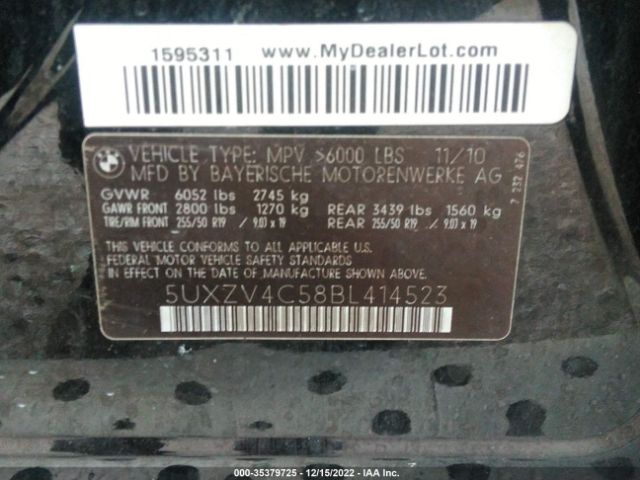 1595311 www.MyDealerLot.com
VEHICLE TYPE: MPV >6000 LBS 11/10
MFD BY BAYERISCHE MOTORENWERKE AG
GVWR 6052 lbs 2745 kg
GAWR FRONT 2800 lbs 1270 kg REAR 3439 lbs 1560 kg
TIRE/RIM FRONT 255/50 R19 / 9.0J x 19 REAR 255/50 R19 / 9.0J x 19
THIS VEHICLE CONFORMS TO ALL APPLICABLE U.S.
FEDERAL MOTOR VEHICLE SAFETY STANDARDS
IN EFFECT ON THE DATE OF MANUFACTURE SHOWN ABOVE.
5UXZV4C58BL414523
7 232 676
000-35379725 - 12/15/2022 - IAA Inc.